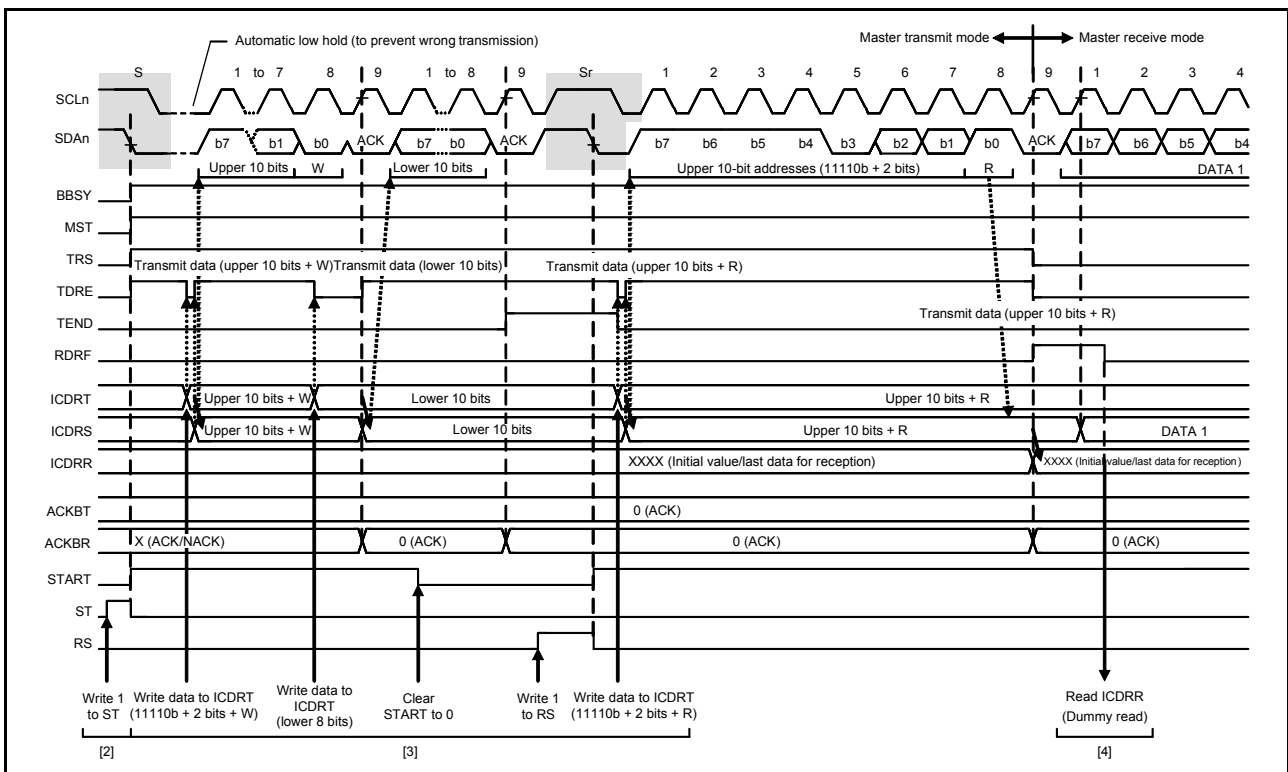 Automatic low hold (to prevent wrong transmission)
Master transmit mode Master receive mode
S 1 to 7 8 9 1 to 8 9 Sr 1 2 3 4 5 6 7 8 9 1 2 3 4
SCLn
SDAn b7 b1 b0 ACK b7 b0 ACK b7 b6 b5 b4 b3 b2 b1 b0 ACK b7 b6 b5 b4
Upper 10 bits W Lower 10 bits Upper 10-bit addresses (11110b + 2 bits) R DATA 1
BBSY
MST
TRS
Transmit data (upper 10 bits + W) Transmit data (lower 10 bits) Transmit data (upper 10 bits + R)
TDRE
Transmit data (upper 10 bits + R)
TEND
RDRF
ICDRT Upper 10 bits + W Lower 10 bits Upper 10 bits + R
ICDRS Upper 10 bits + W Lower 10 bits Upper 10 bits + R DATA 1
ICDRR XXXX (Initial value/last data for reception) XXXX (Initial value/last data for reception)
ACKBT 0 (ACK)
ACKBR X (ACK/NACK) 0 (ACK) 0 (ACK) 0 (ACK)
START
ST
RS
Write 1
to ST
Write data to ICDRT
(11110b + 2 bits + W)
Write data to
ICDRT
(lower 8 bits)
Clear
START to 0
Write 1
to RS
Write data to ICDRT
(11110b + 2 bits + R)
Read ICDRR
(Dummy read)
[2] [3] [4]